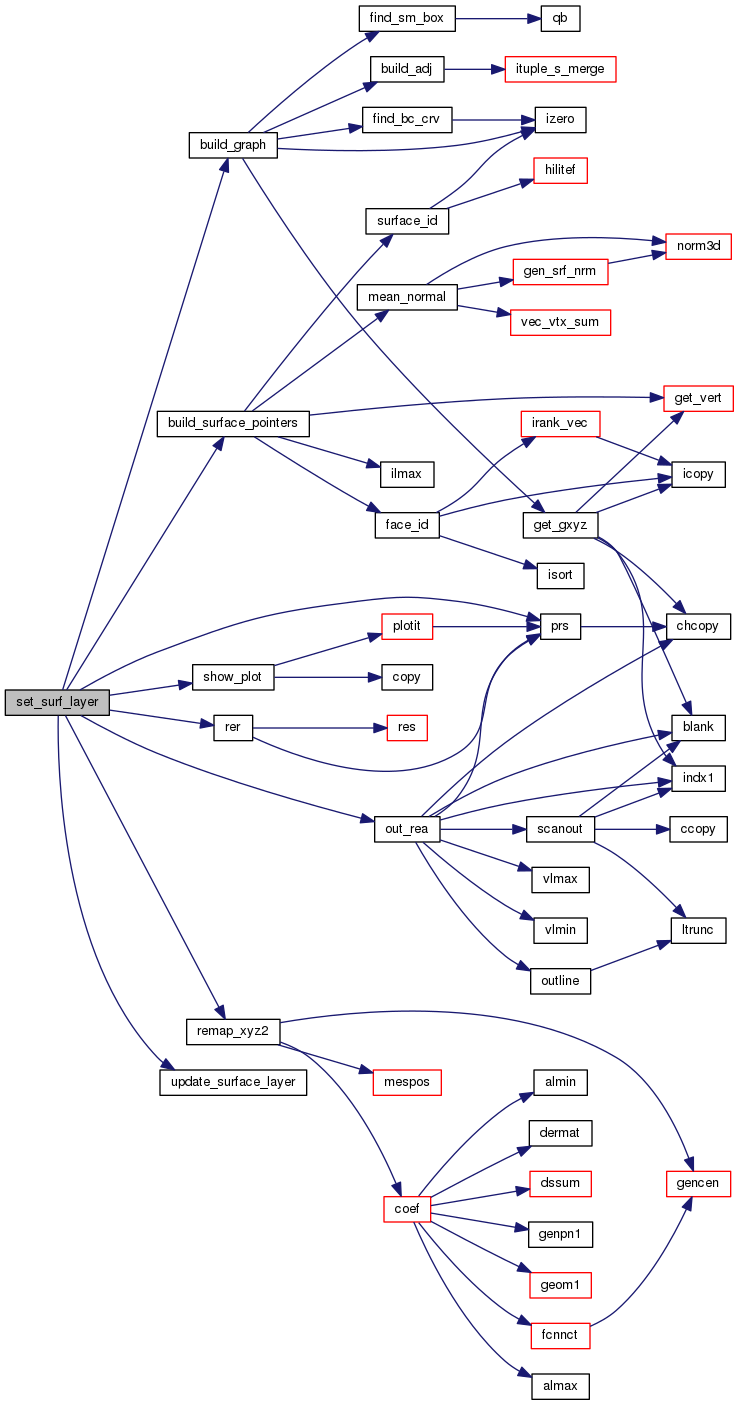 find_sm_box
qb
build_adj
ituple_s_merge
find_bc_crv
izero
build_graph
hilitef
surface_id
norm3d
gen_srf_nrm
mean_normal
vec_vtx_sum
get_vert
build_surface_pointers
irank_vec
ilmax
icopy
face_id
get_gxyz
isort
plotit
prs
chcopy
show_plot
copy
set_surf_layer
rer
res
blank
indx1
out_rea
scanout
ccopy
vlmax
vlmin
ltrunc
outline
remap_xyz2
update_surface_layer
mespos
almin
dermat
dssum
gencen
coef
genpn1
geom1
fcnnct
almax